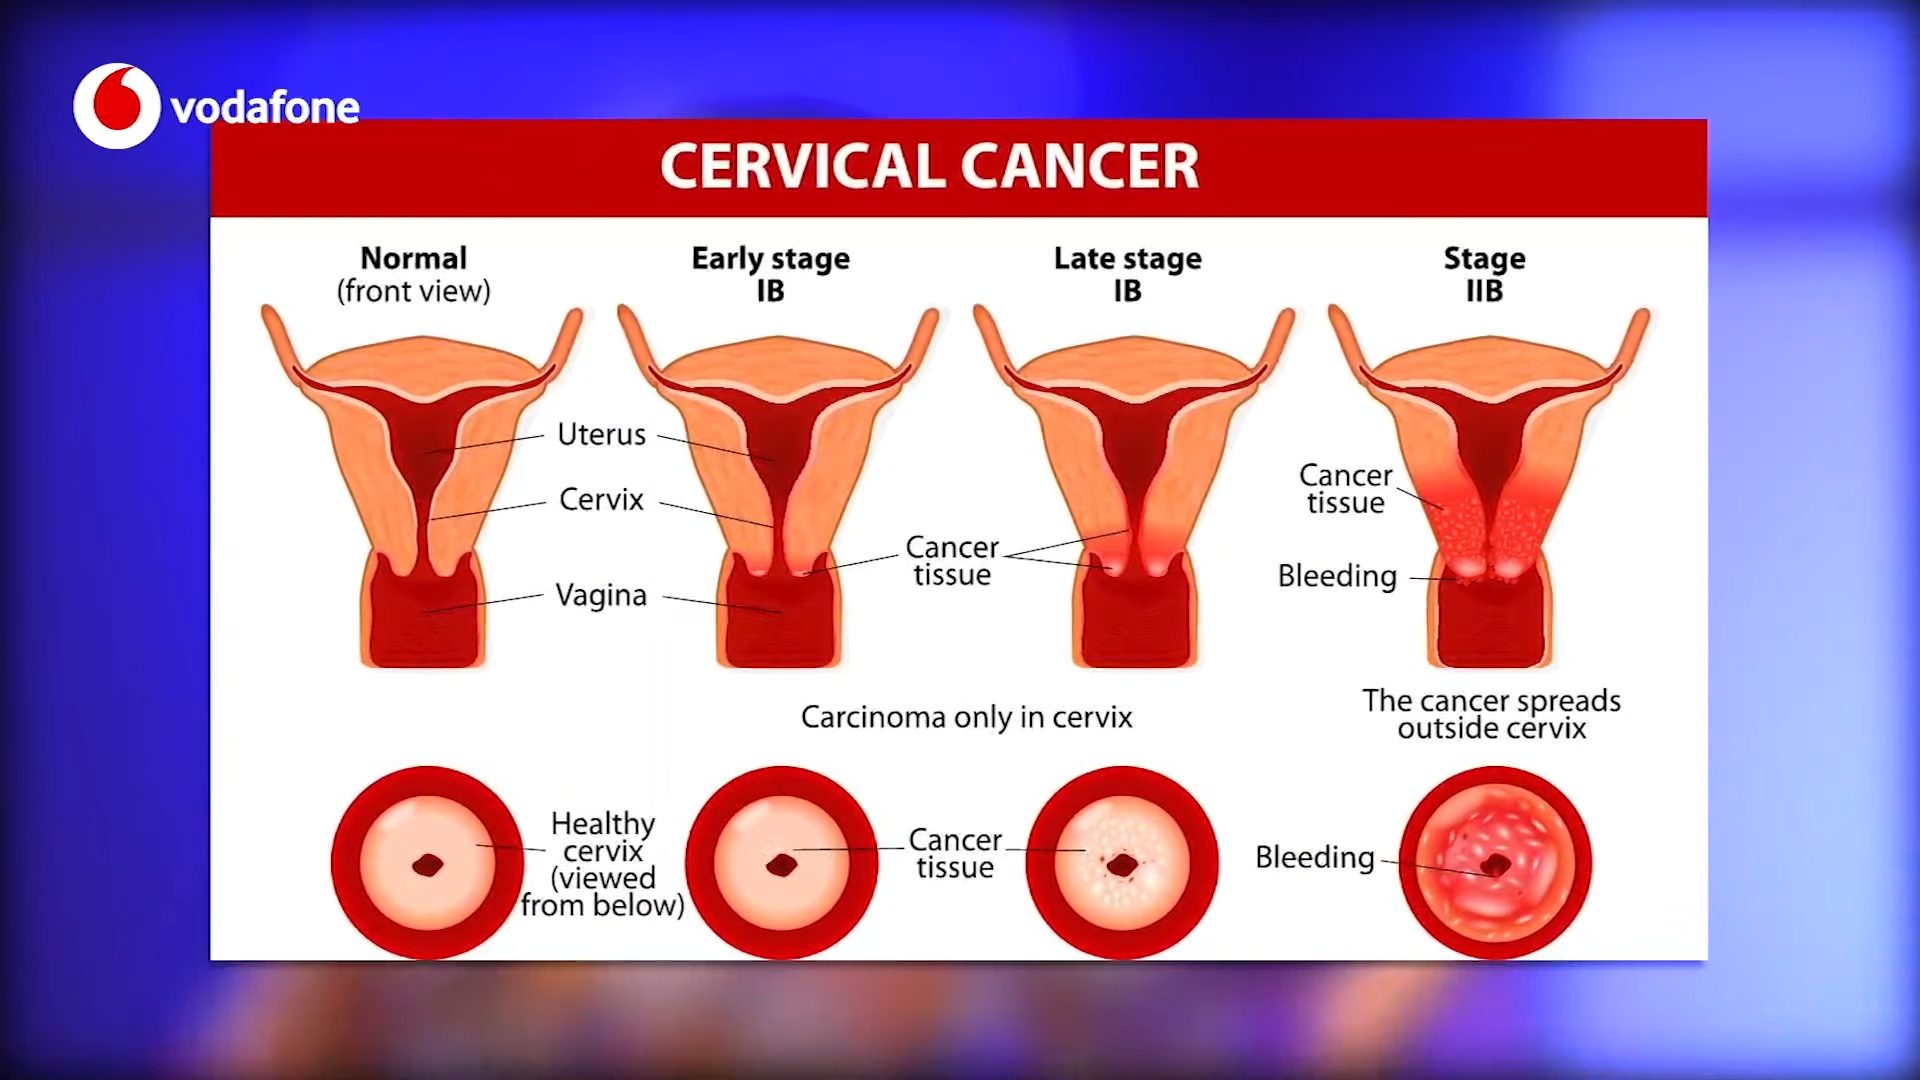 vodafone
CERVICAL CANCER
Normal
(front view)
Early stage
IB
Late stage
IB
Stage
IIB
Uterus
Cervix
Vagina
Cancer
tissue
Cancer
tissue
Bleeding
Carcinoma only in cervix
The cancer spreads
outside cervix
Healthy
cervix
(viewed
from below)
Cancer
tissue
Bleeding